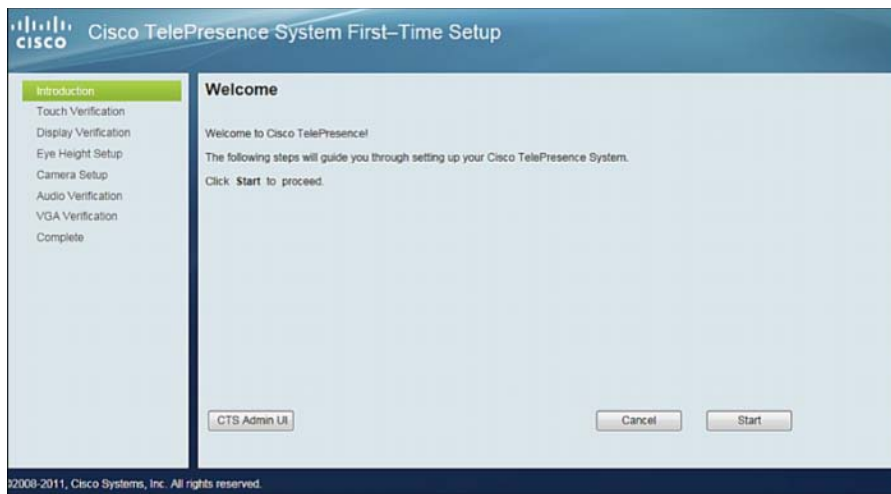 CISCO
Cisco TelePresence System First–Time Setup
Introduction
Touch Verification
Display Verification
Eye Height Setup
Camera Setup
Audio Verification
VGA Verification
Complete
Welcome
Welcome to Cisco TelePresence!
The following steps will guide you through setting up your Cisco TelePresence System.
Click Start to proceed.
CTS Admin UI
Cancel
Start
©2008-2011, Cisco Systems, Inc. All rights reserved.